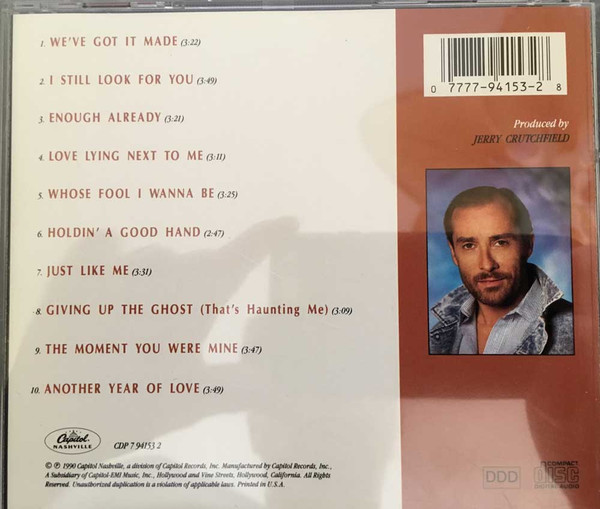 1. WE'VE GOT IT MADE (3:22)
2. I STILL LOOK FOR YOU (3:49)
3. ENOUGH ALREADY (3:21)
4. LOVE LYING NEXT TO ME (3:11)
5. WHOSE FOOL I WANNA BE (3:25)
6. HOLDIN' A GOOD HAND (2:47)
7. JUST LIKE ME (3:31)
8. GIVING UP THE GHOST (That's Haunting Me) (3:09)
9. THE MOMENT YOU WERE MINE (3:47)
10. ANOTHER YEAR OF LOVE (3:49)
0 7777-94153-2 8
Produced by
JERRY CRUTCHFIELD
Capitol
NASHVILLE
CDP 7 94153 2
© ℗ 1990 Capitol Nashville, a division of Capitol Records, Inc. Manufactured by Capitol Records, Inc.,
A Subsidiary of Capitol-EMI Music, Inc., Hollywood and Vine Streets, Hollywood, California. All Rights
Reserved. Unauthorized duplication is a violation of applicable laws. Printed in U.S.A.
DDD
COMPACT
disc
DIGITAL AUDIO